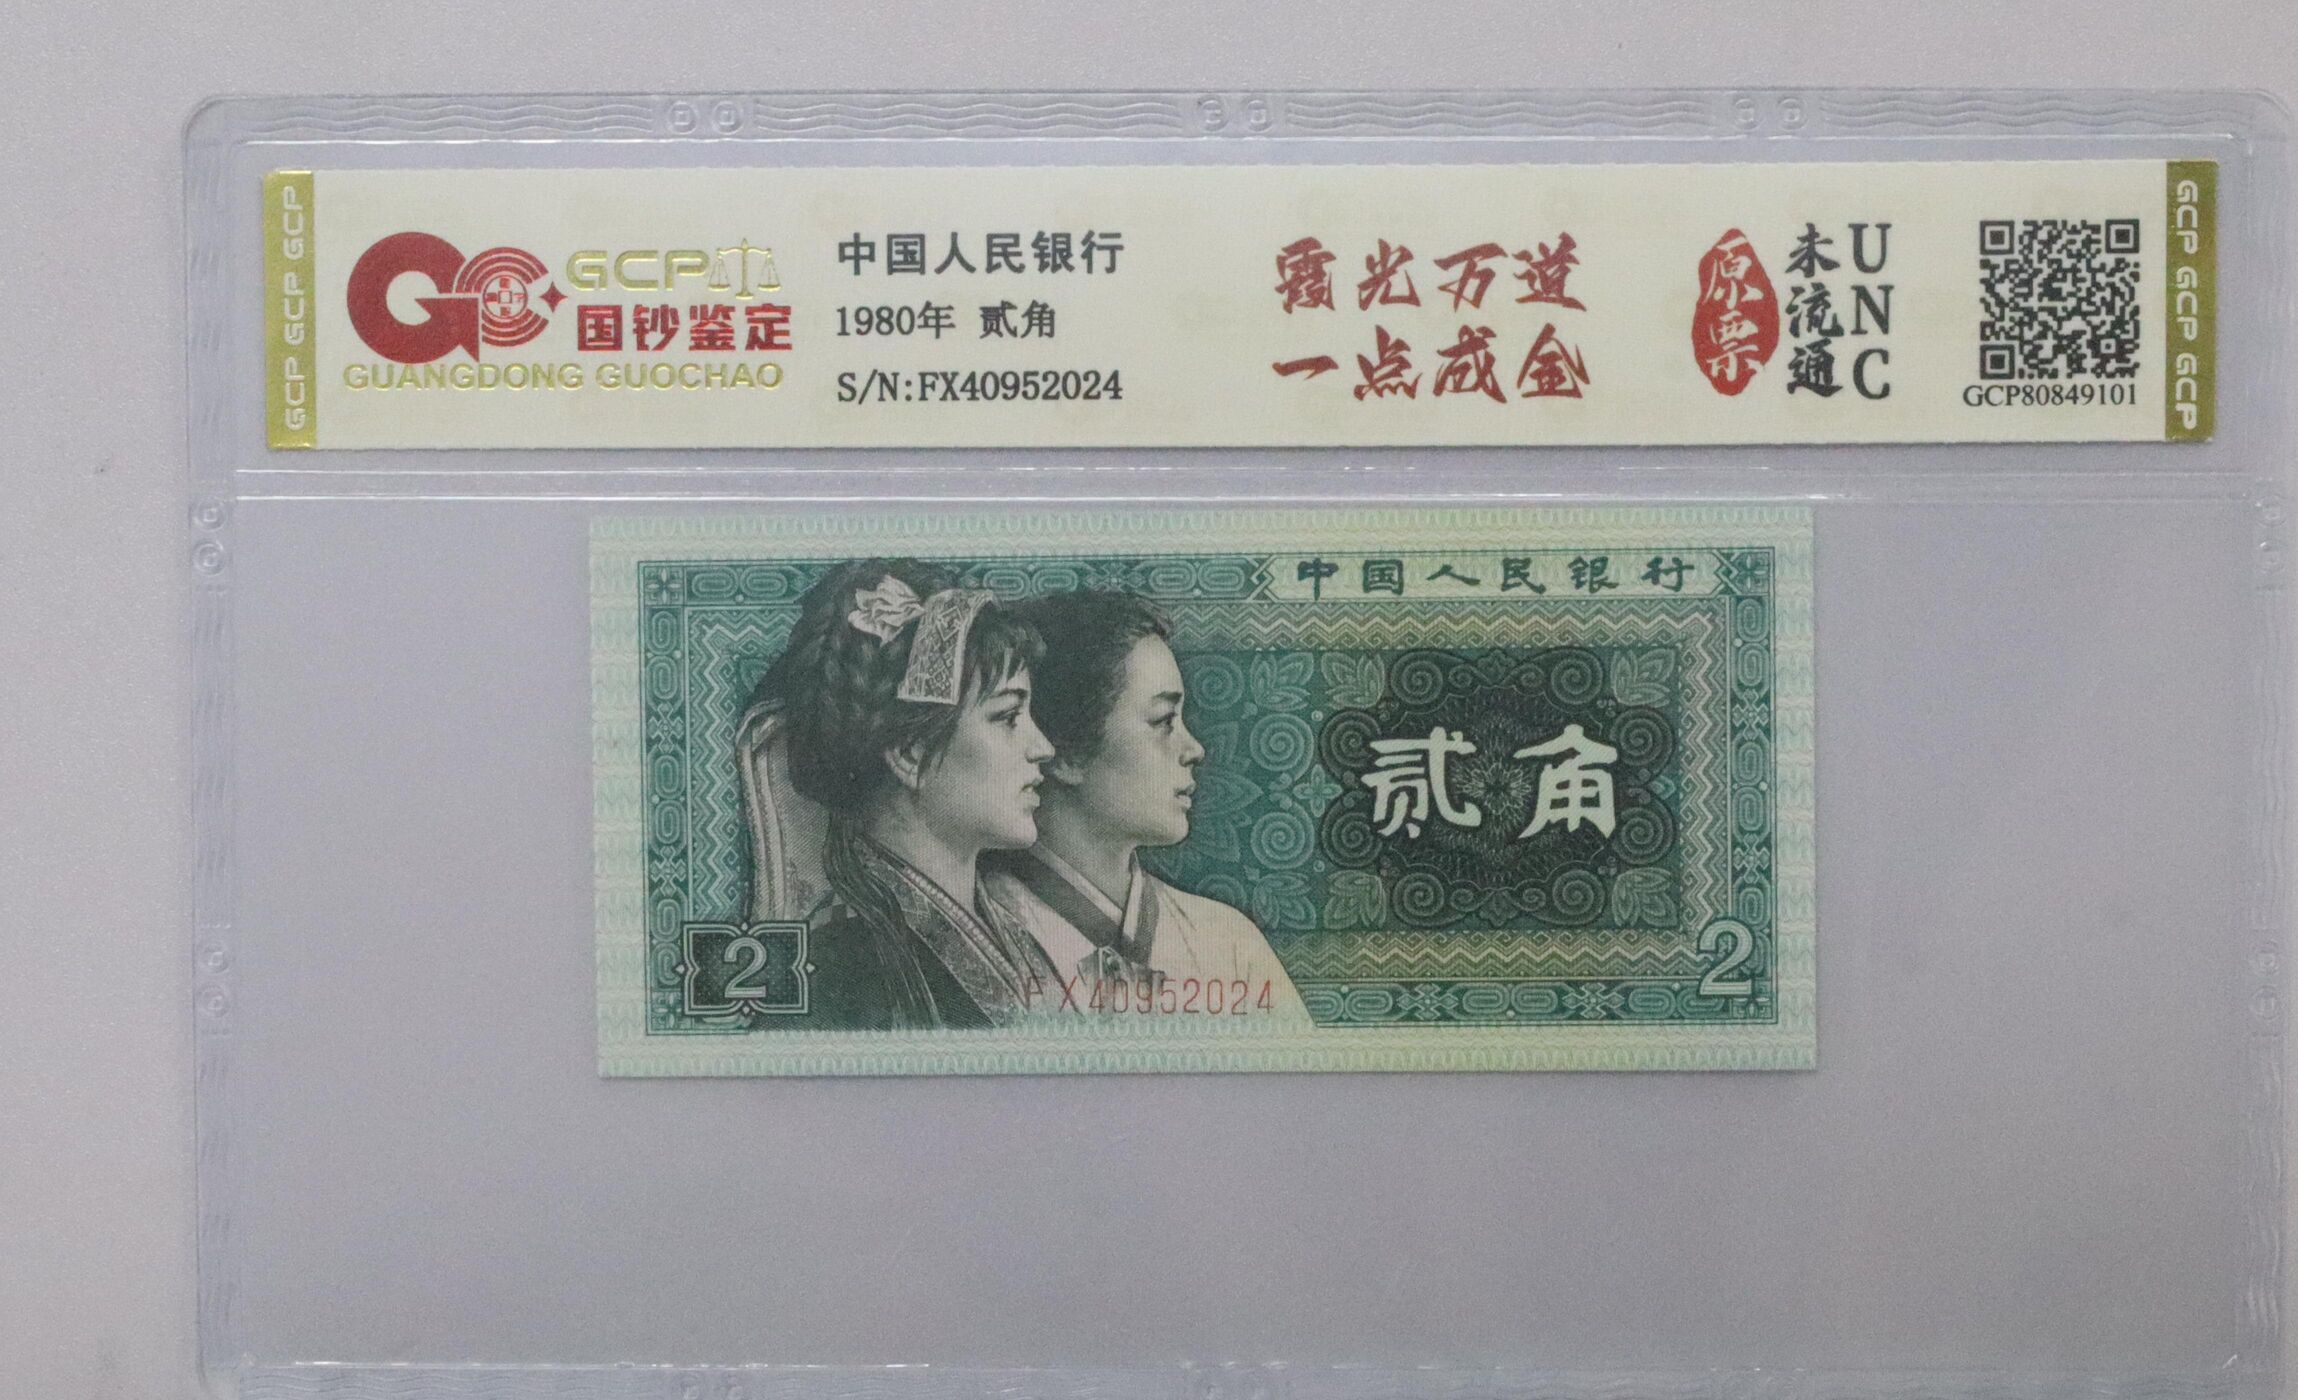 GCP GCP GCP
GCP
国钞鉴定
GUANGDONG GUOCHAO
中国人民银行
1980年 贰角
S/N:FX40952024
霞光万道
一点成金
原票
未流通
UNC
GCP80849101
GCP GCP GCP
中国人民银行
贰角
2
FX40952024
2